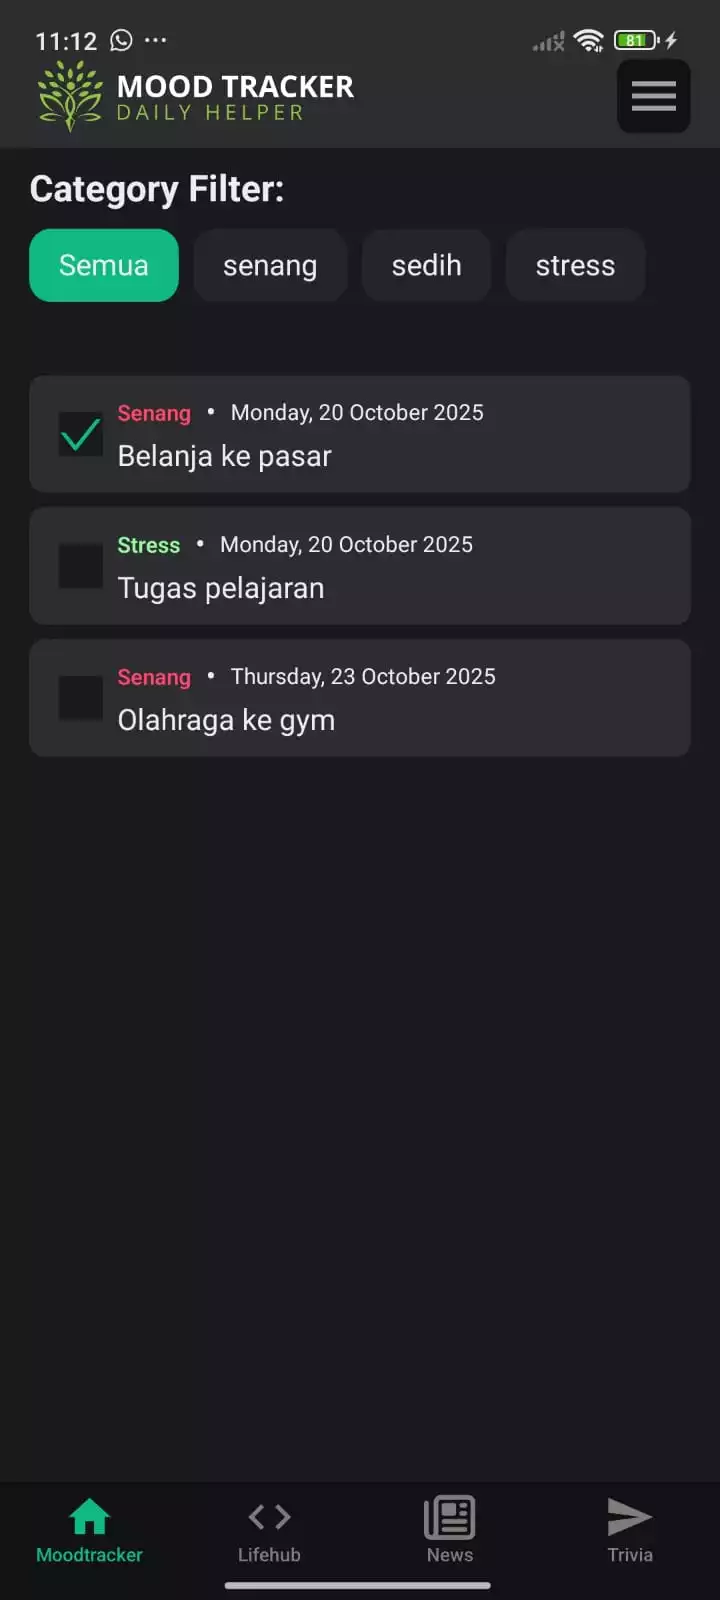 11:12
81
MOOD TRACKER
DAILY HELPER
Category Filter:
Semua senang sedih stress
Senang • Monday, 20 October 2025
Belanja ke pasar
Stress • Monday, 20 October 2025
Tugas pelajaran
Senang • Thursday, 23 October 2025
Olahraga ke gym
Moodtracker Lifehub News Trivia